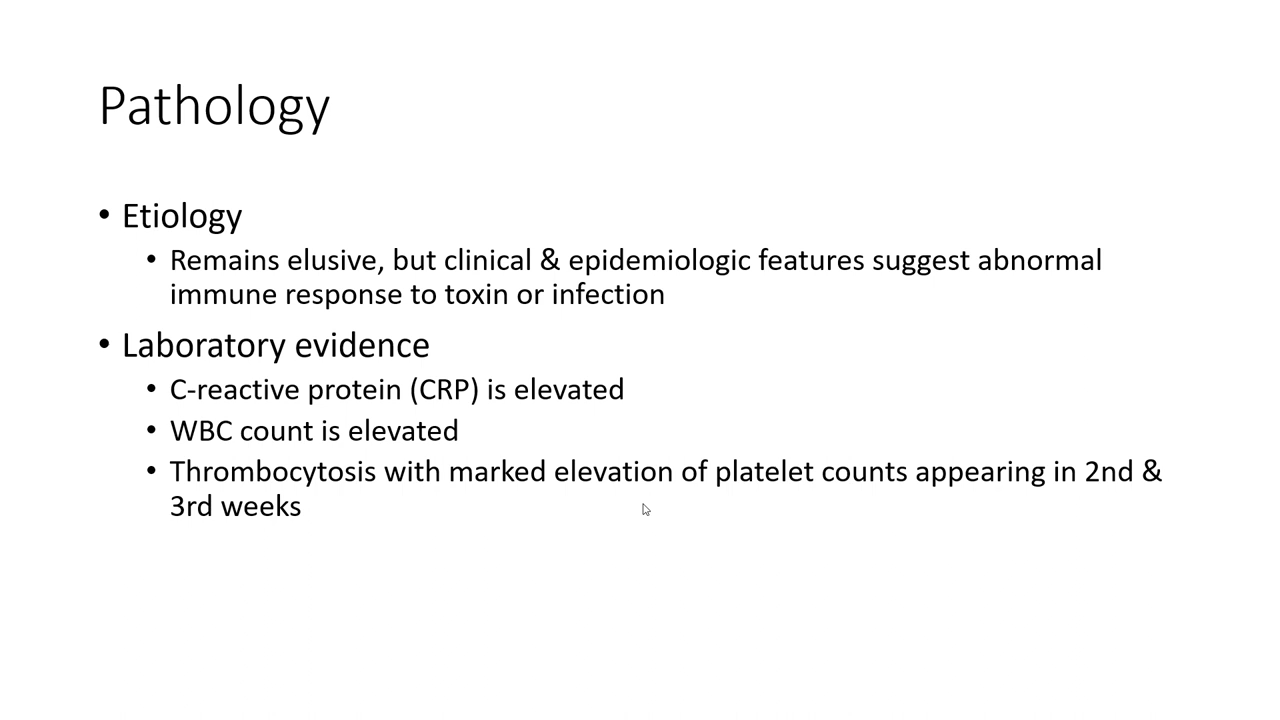 Pathology
• Etiology
• Remains elusive, but clinical & epidemiologic features suggest abnormal
immune response to toxin or infection
• Laboratory evidence
• C-reactive protein (CRP) is elevated
• WBC count is elevated
• Thrombocytosis with marked elevation of platelet counts appearing in 2nd &
3rd weeks